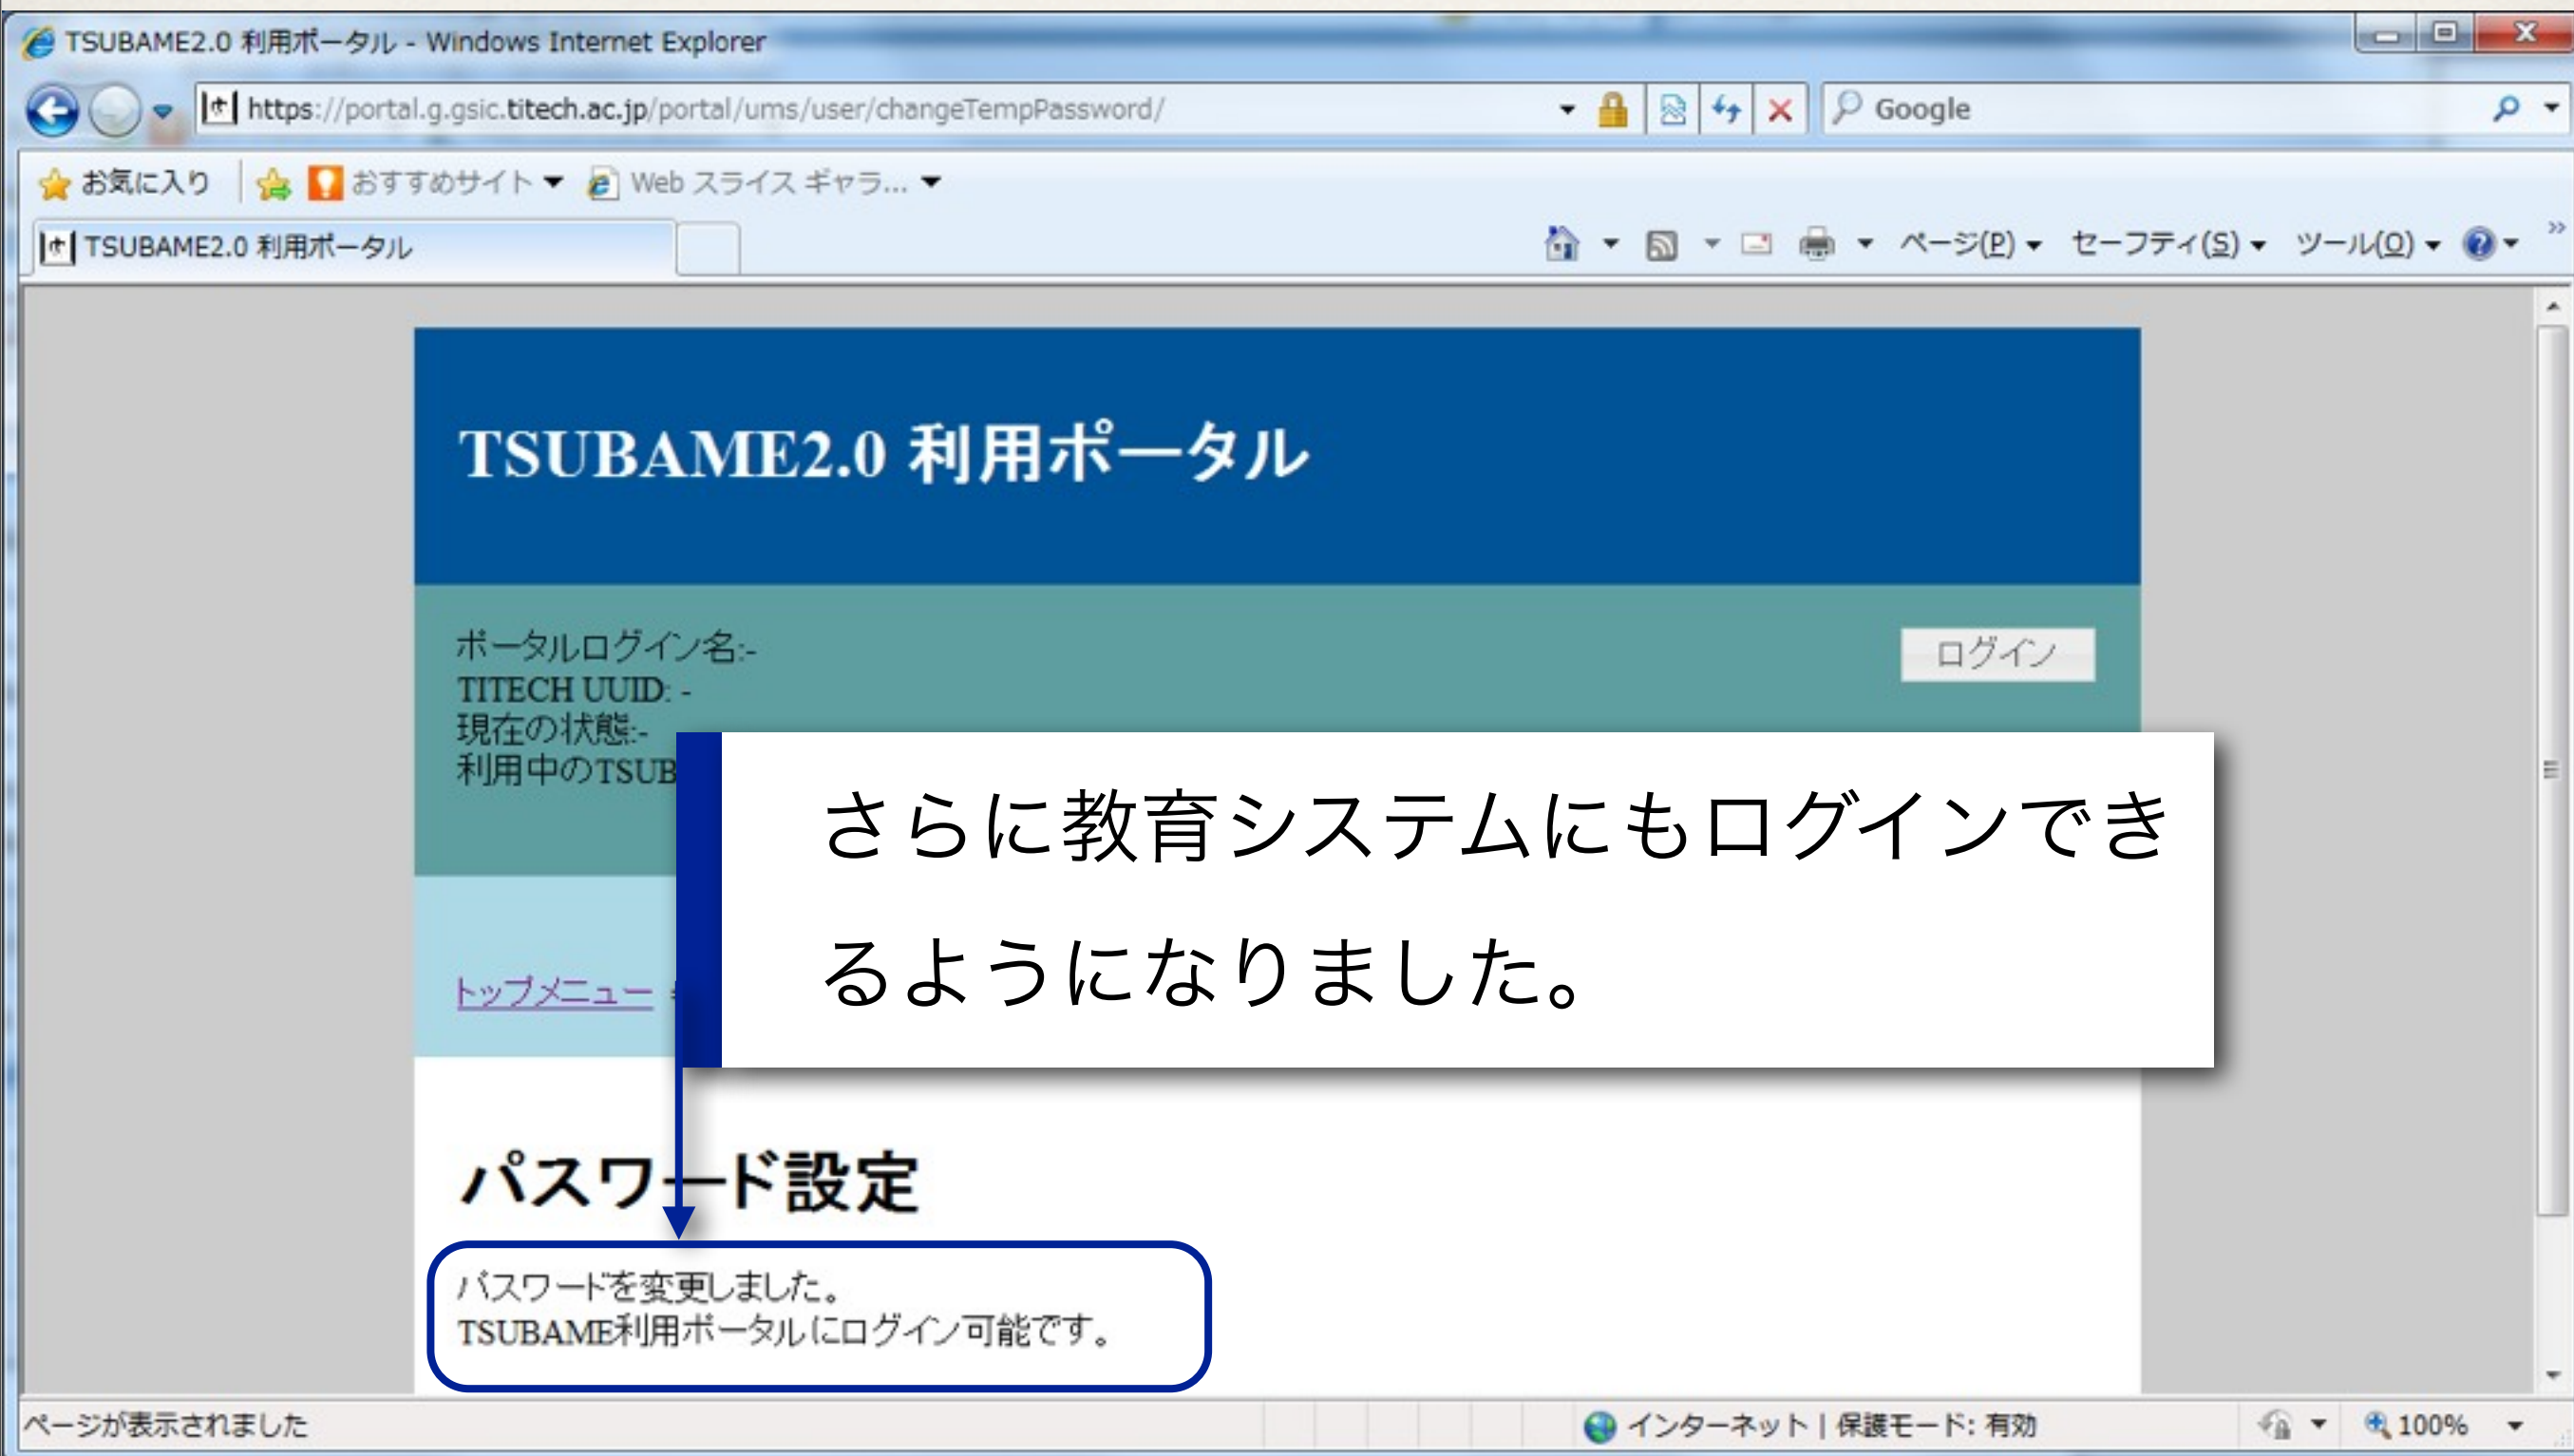 TSUBAME2.0 利用ポータル - Windows Internet Explorer
https://portal.g.gsic.titech.ac.jp/portal/ums/user/changeTempPassword/
Google
お気に入り おすすめサイト Web スライス ギャラ...
TSUBAME2.0 利用ポータル
ページ(P) セーフティ(S) ツール(O)
TSUBAME2.0 利用ポータル
ポータルログイン名:-
ログイン
TITECH UUID: -
現在の状態:-
利用中のTSUB
さらに教育システムにもログインでき
るようになりました。
トップメニュー
パスワード設定
パスワードを変更しました。
TSUBAME利用ポータルにログイン可能です。
ページが表示されました
インターネット | 保護モード: 有効
100%